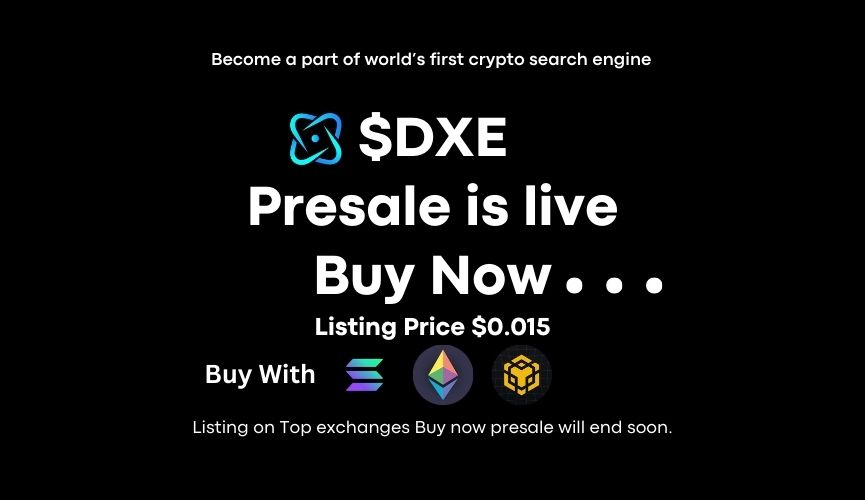 Become a part of world’s first crypto search engine
$DXE
Presale is live
Buy Now...
Listing Price $0.015
Buy With
Listing on Top exchanges Buy now presale will end soon.